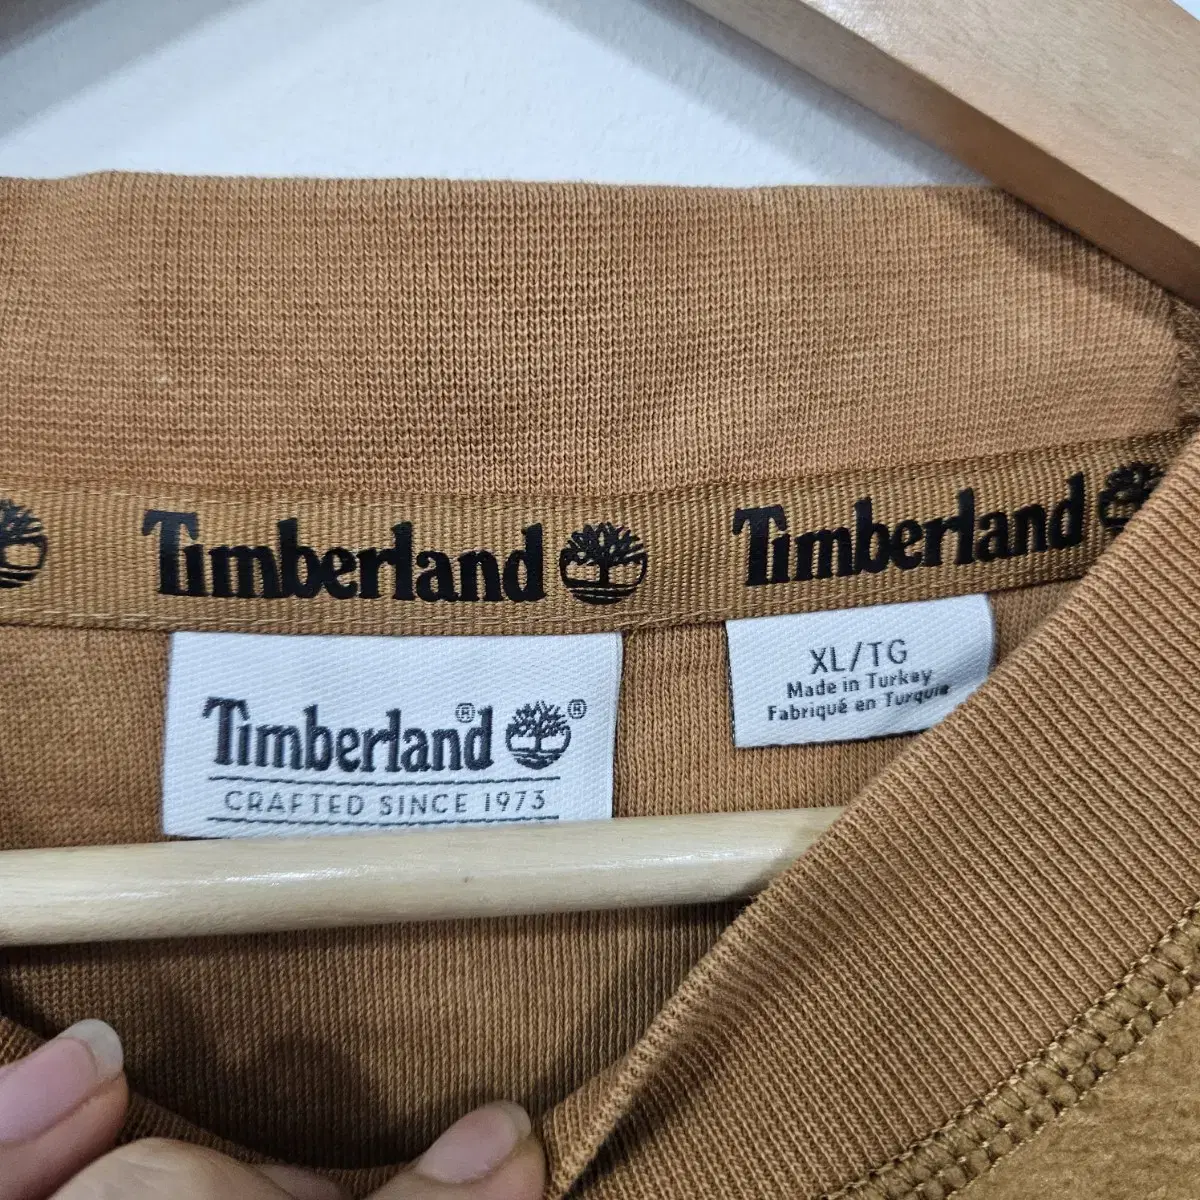 Timberland Timberland
Timberland® ®
CRAFTED SINCE 1973
XL/TG
Made in Turkey
Fabriqué en Turquie